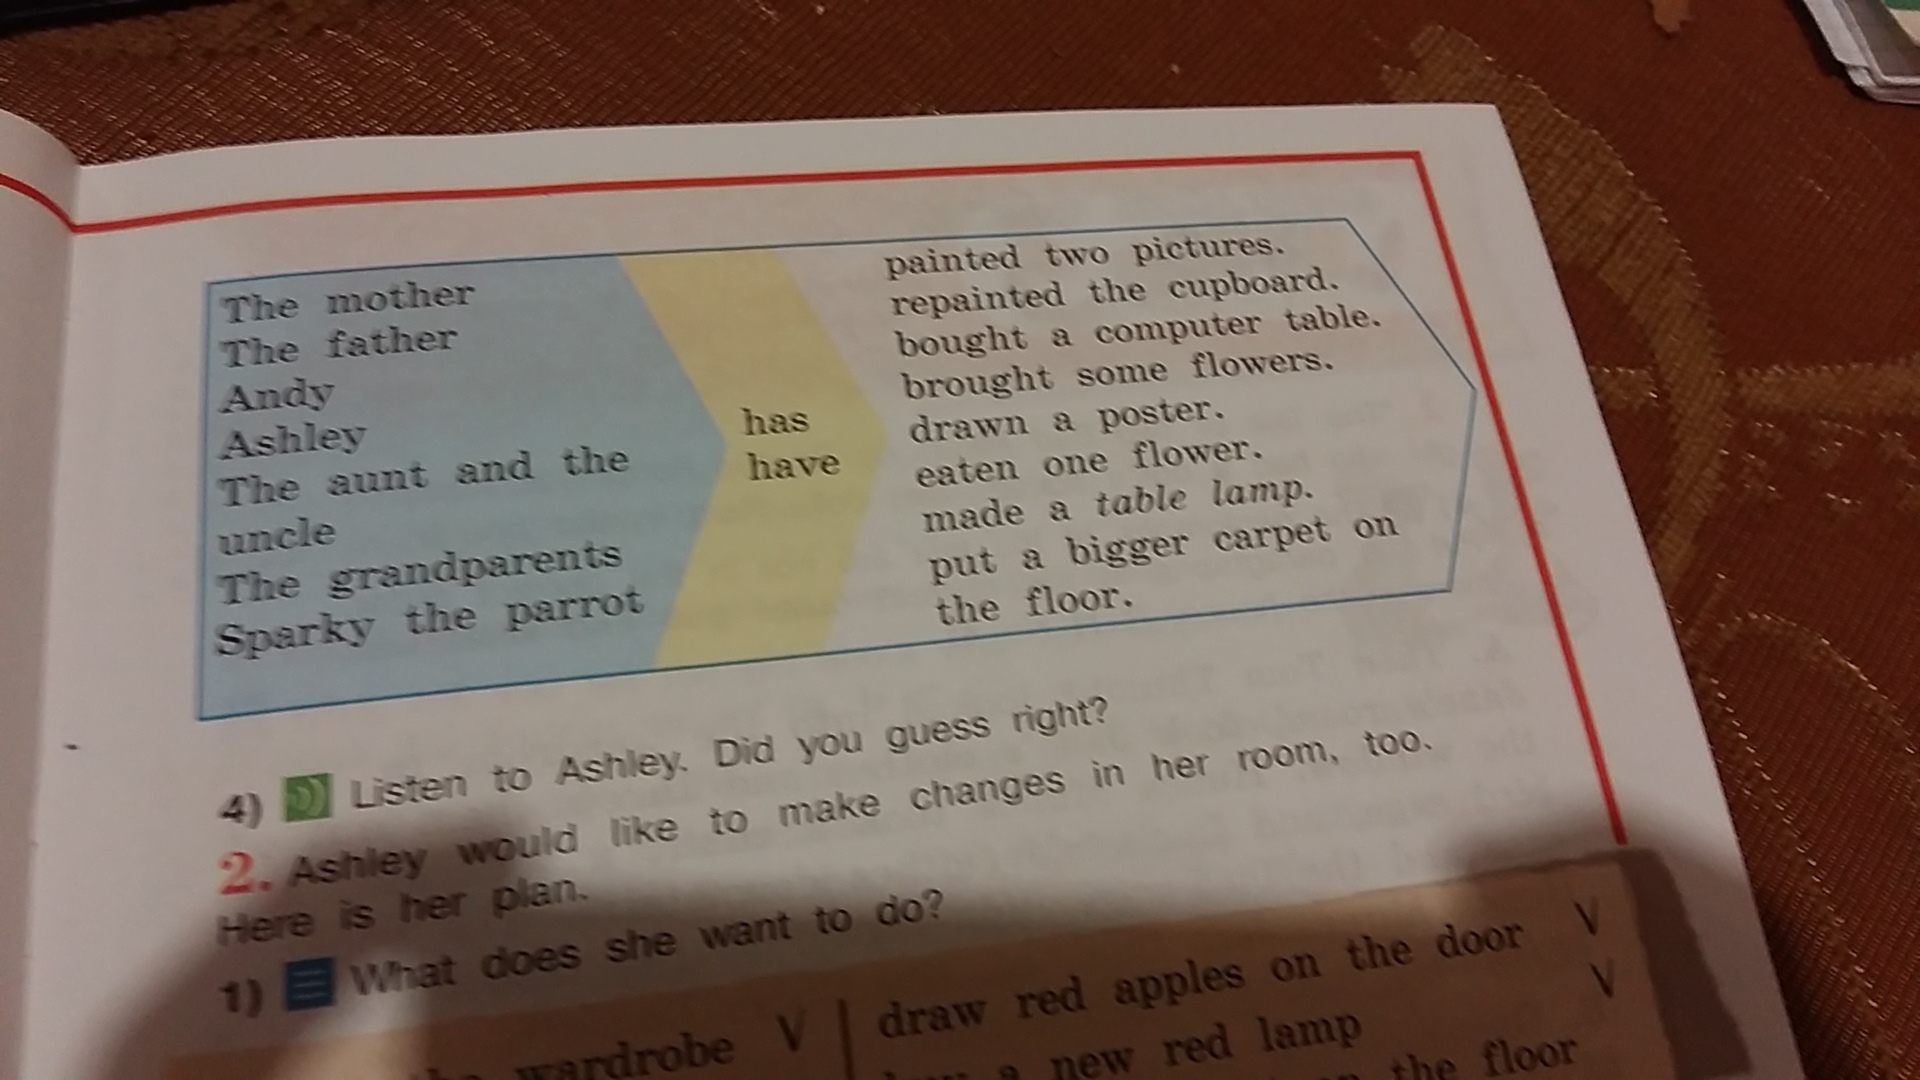 The mother
The father
Andy
Ashley
The aunt and the
uncle
The grandparents
Sparky the parrot
has
have
painted two pictures.
repainted the cupboard.
bought a computer table.
brought some flowers.
drawn a poster.
eaten one flower.
made a table lamp.
put a bigger carpet on
the floor.
4) Listen to Ashley. Did you guess right?
2. Ashley would like to make changes in her room, too.
Here is her plan.
1) What does she want to do?
wardrobe V
draw red apples on the door V
a new red lamp V
the floor